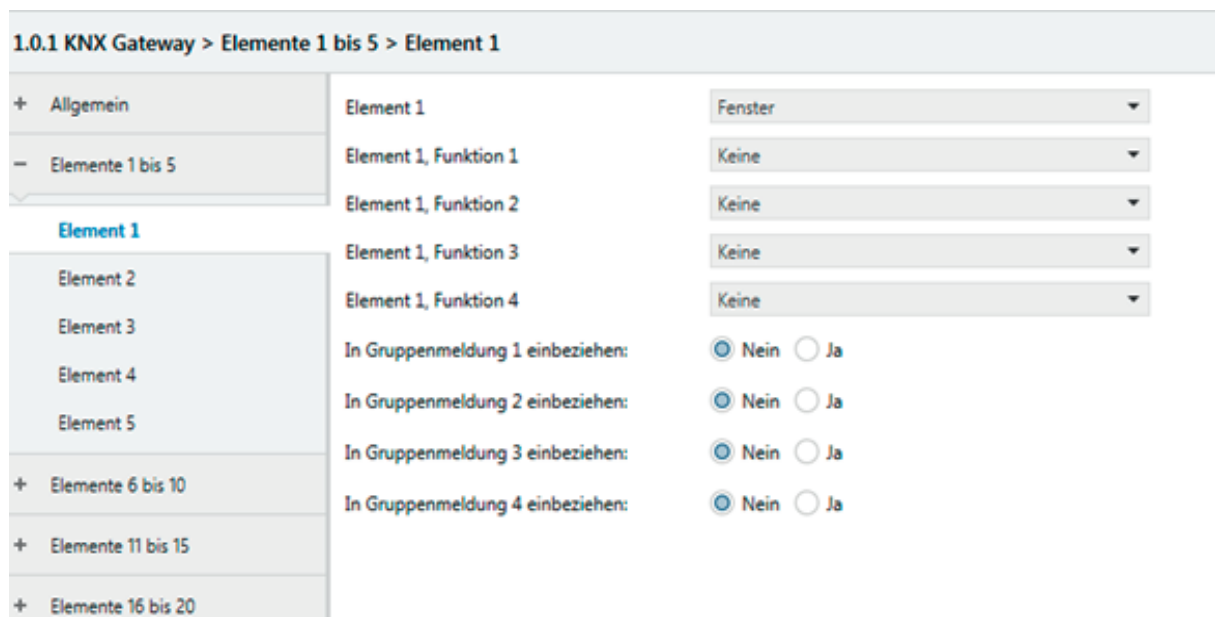 1.0.1 KNX Gateway > Elemente 1 bis 5 > Element 1
+ Allgemein
− Elemente 1 bis 5
Element 1
Element 2
Element 3
Element 4
Element 5
+ Elemente 6 bis 10
+ Elemente 11 bis 15
+ Elemente 16 bis 20
Element 1 Fenster
Element 1, Funktion 1 Keine
Element 1, Funktion 2 Keine
Element 1, Funktion 3 Keine
Element 1, Funktion 4 Keine
In Gruppenmeldung 1 einbeziehen: Nein Ja
In Gruppenmeldung 2 einbeziehen: Nein Ja
In Gruppenmeldung 3 einbeziehen: Nein Ja
In Gruppenmeldung 4 einbeziehen: Nein Ja